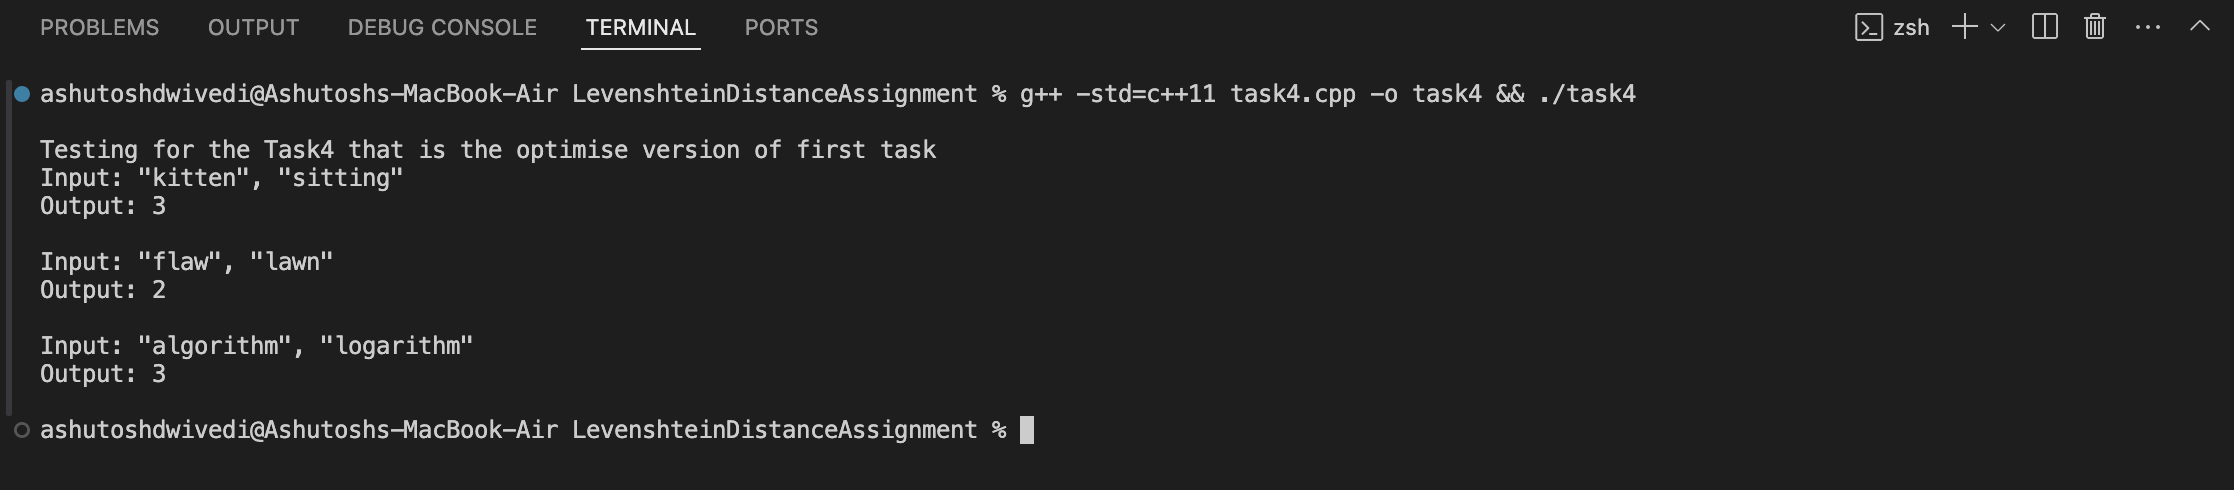 PROBLEMS OUTPUT DEBUG CONSOLE TERMINAL PORTS zsh
ashutoshdwivedi@Ashutoshs-MacBook-Air LevenshteinDistanceAssignment % g++ -std=c++11 task4.cpp -o task4 && ./task4
Testing for the Task4 that is the optimise version of first task
Input: "kitten", "sitting"
Output: 3
Input: "flaw", "lawn"
Output: 2
Input: "algorithm", "logarithm"
Output: 3
ashutoshdwivedi@Ashutoshs-MacBook-Air LevenshteinDistanceAssignment %